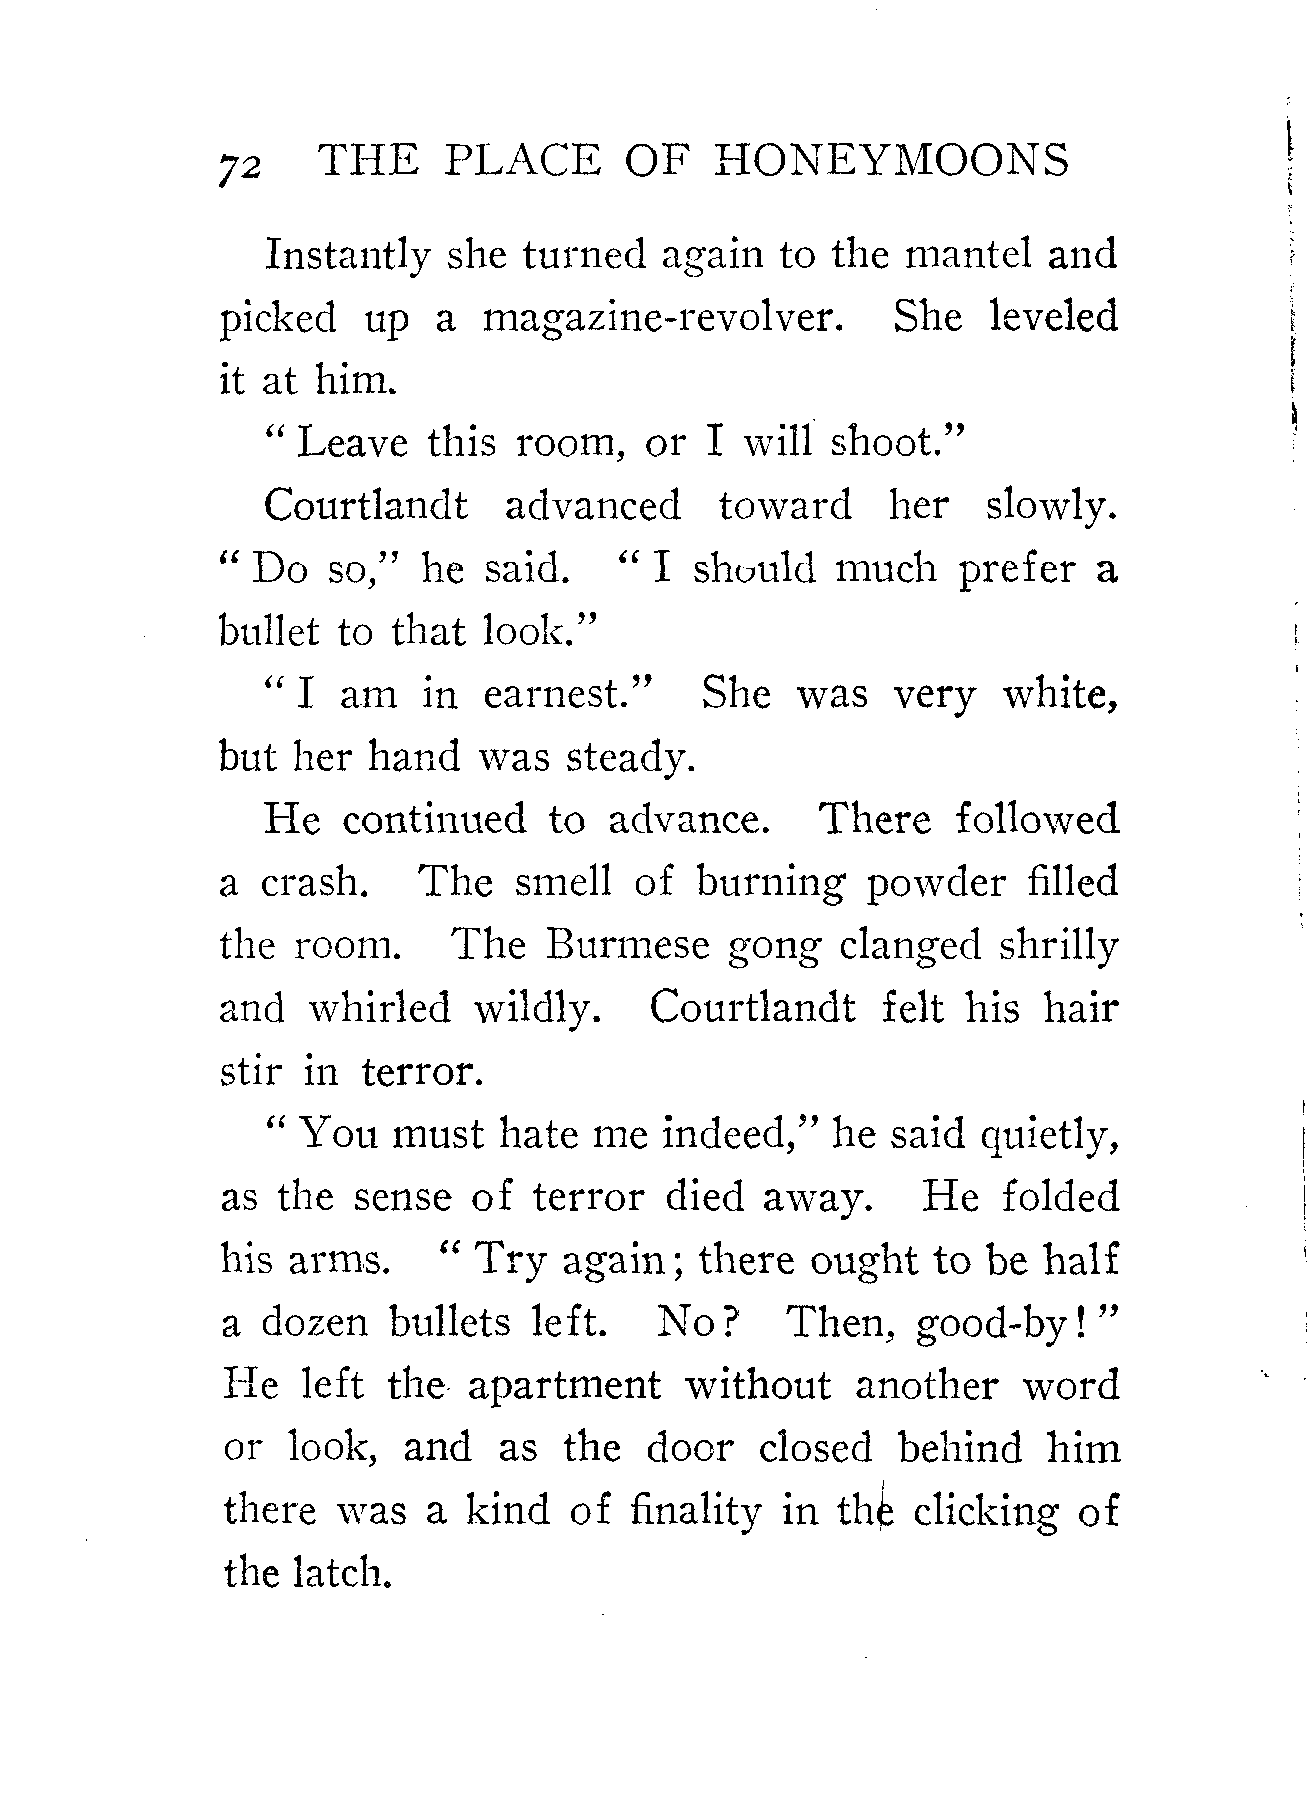 72 THE PLACE OF HONEYMOONS
Instantly she turned again to the mantel and
picked up a magazine-revolver. She leveled
it at him.
“ Leave this room, or I will shoot.”
Courtlandt advanced toward her slowly.
“ Do so,” he said. “ I should much prefer a
bullet to that look.”
“ I am in earnest.” She was very white,
but her hand was steady.
He continued to advance. There followed
a crash. The smell of burning powder filled
the room. The Burmese gong clanged shrilly
and whirled wildly. Courtlandt felt his hair
stir in terror.
“ You must hate me indeed,” he said quietly,
as the sense of terror died away. He folded
his arms. “ Try again; there ought to be half
a dozen bullets left. No? Then, good-by! ”
He left the apartment without another word
or look, and as the door closed behind him
there was a kind of finality in the clicking of
the latch.